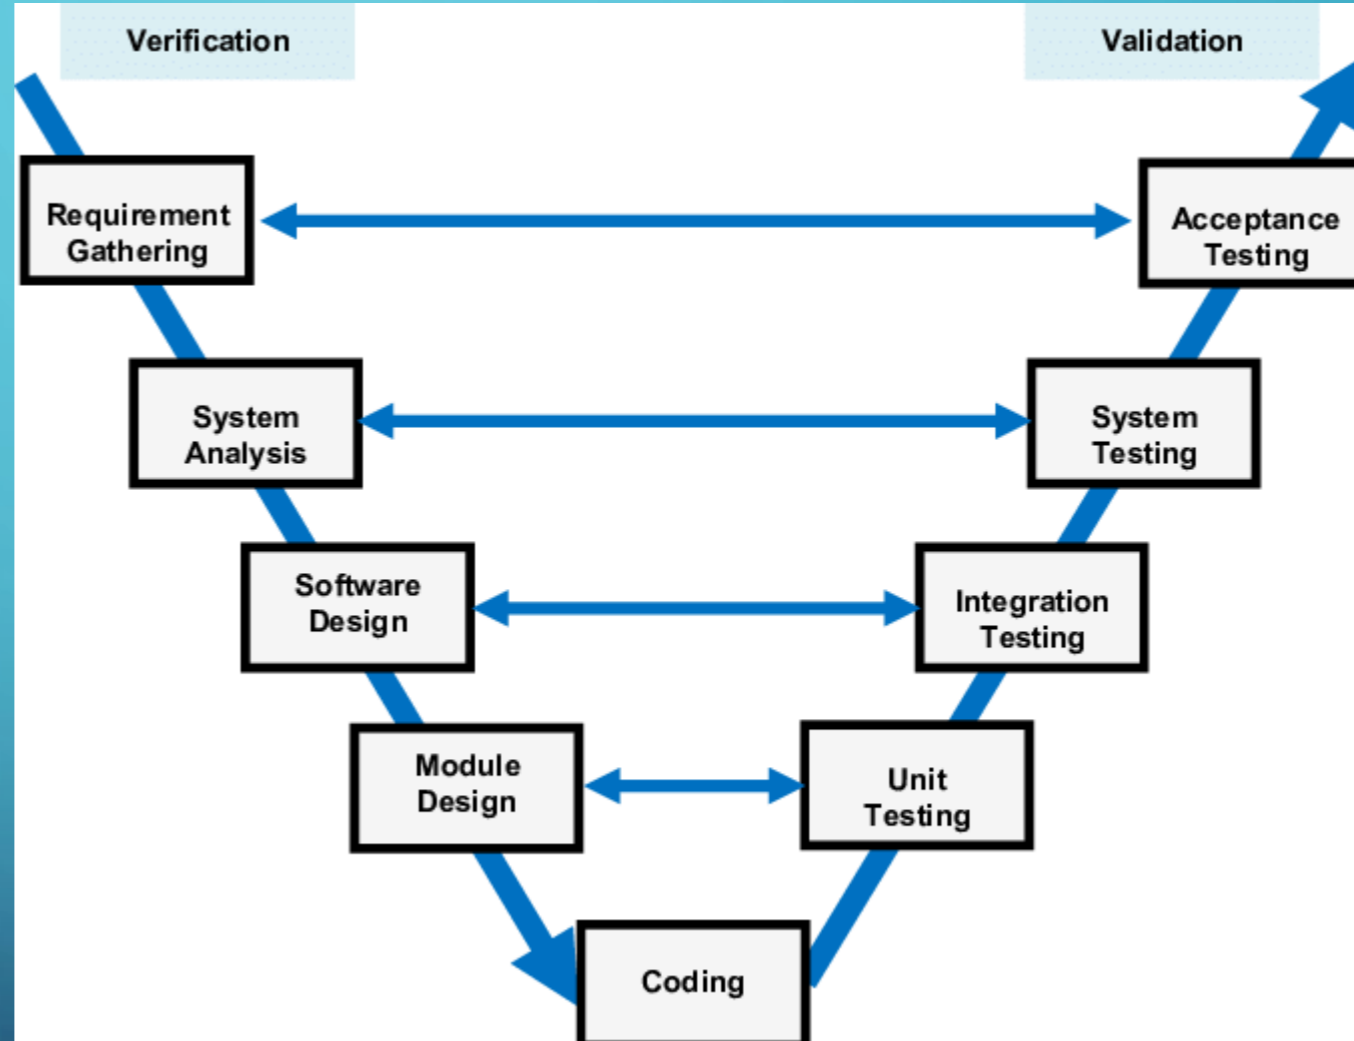 Verification
Validation
Requirement
Gathering
Acceptance
Testing
System
Analysis
System
Testing
Software
Design
Integration
Testing
Module
Design
Unit
Testing
Coding